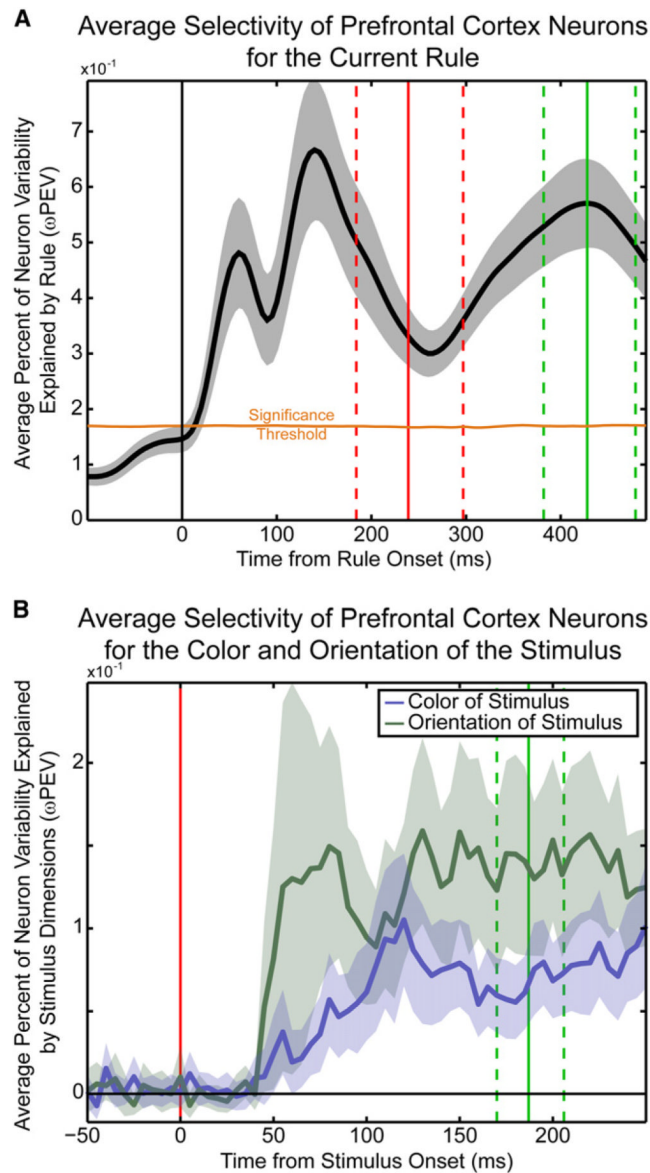 A
Average Selectivity of Prefrontal Cortex Neurons
for the Current Rule
x10⁻¹
Average Percent of Neuron Variability
Explained by Rule (ωPEV)
7
6
5
4
3
2
1
0
Significance
Threshold
0 100 200 300 400
Time from Rule Onset (ms)
B
Average Selectivity of Prefrontal Cortex Neurons
for the Color and Orientation of the Stimulus
x10⁻¹
Average Percent of Neuron Variability Explained
by Stimulus Dimensions (ωPEV)
Color of Stimulus
Orientation of Stimulus
2
1
0
−50 0 50 100 150 200
Time from Stimulus Onset (ms)